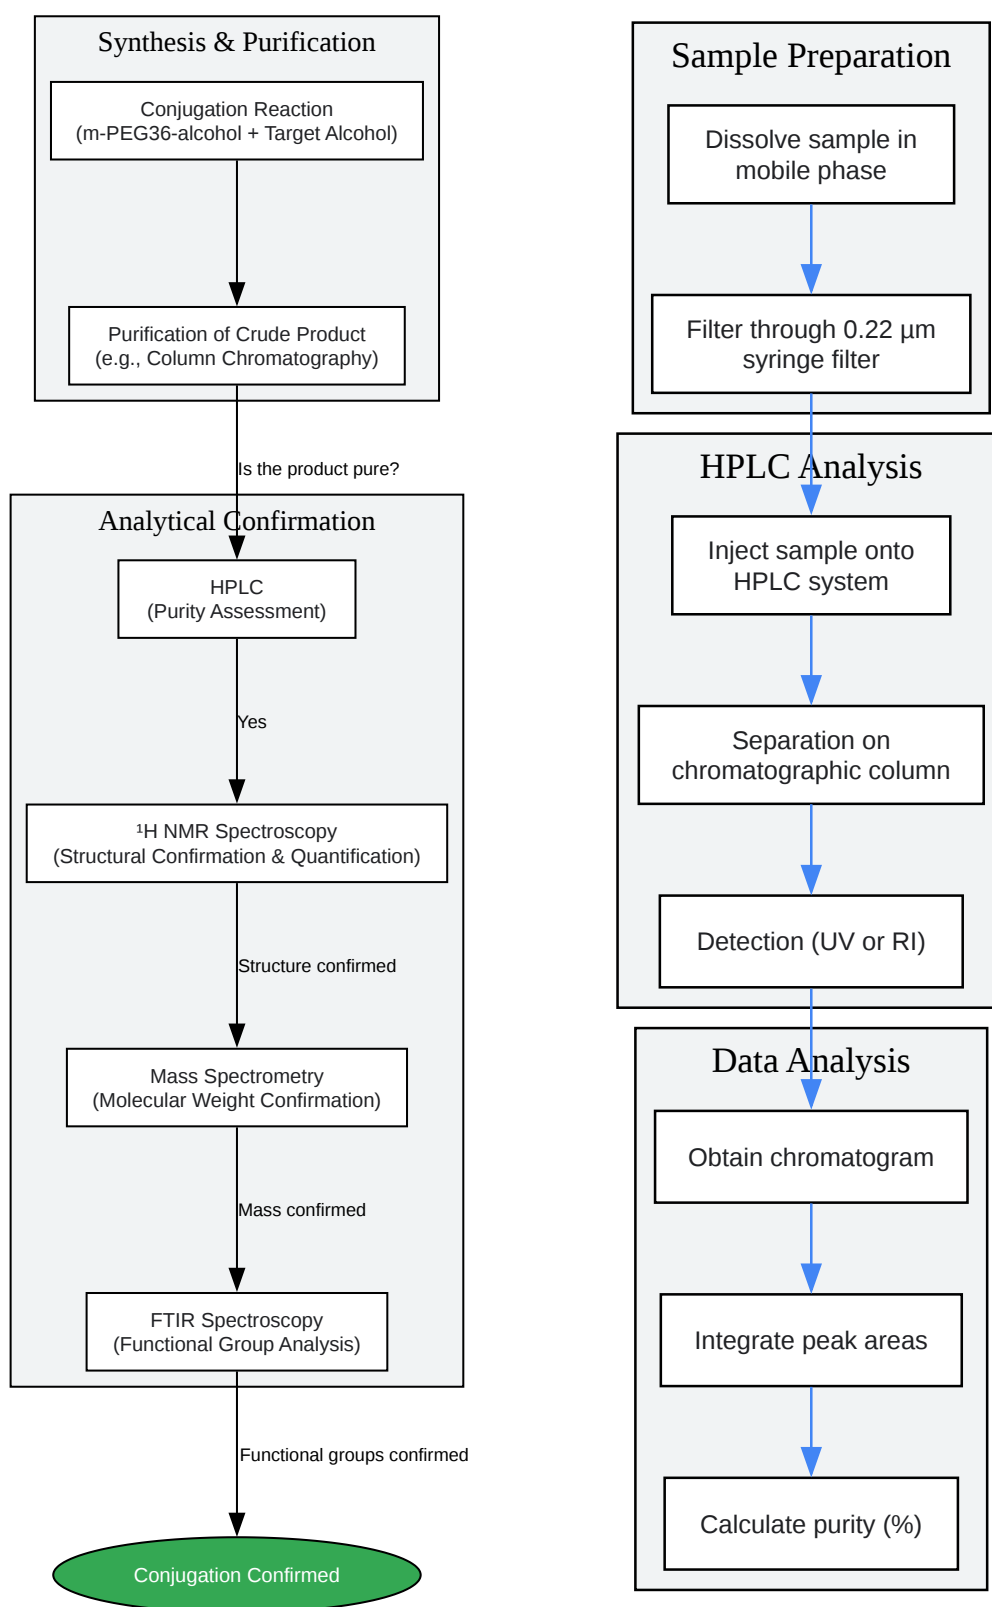 Synthesis & Purification
Conjugation Reaction
(m-PEG36-alcohol + Target Alcohol)
Purification of Crude Product
(e.g., Column Chromatography)
Is the product pure?
Analytical Confirmation
HPLC
(Purity Assessment)
Yes
¹H NMR Spectroscopy
(Structural Confirmation & Quantification)
Structure confirmed
Mass Spectrometry
(Molecular Weight Confirmation)
Mass confirmed
FTIR Spectroscopy
(Functional Group Analysis)
Functional groups confirmed
Conjugation Confirmed
Sample Preparation
Dissolve sample in
mobile phase
Filter through 0.22 µm
syringe filter
HPLC Analysis
Inject sample onto
HPLC system
Separation on
chromatographic column
Detection (UV or RI)
Data Analysis
Obtain chromatogram
Integrate peak areas
Calculate purity (%)